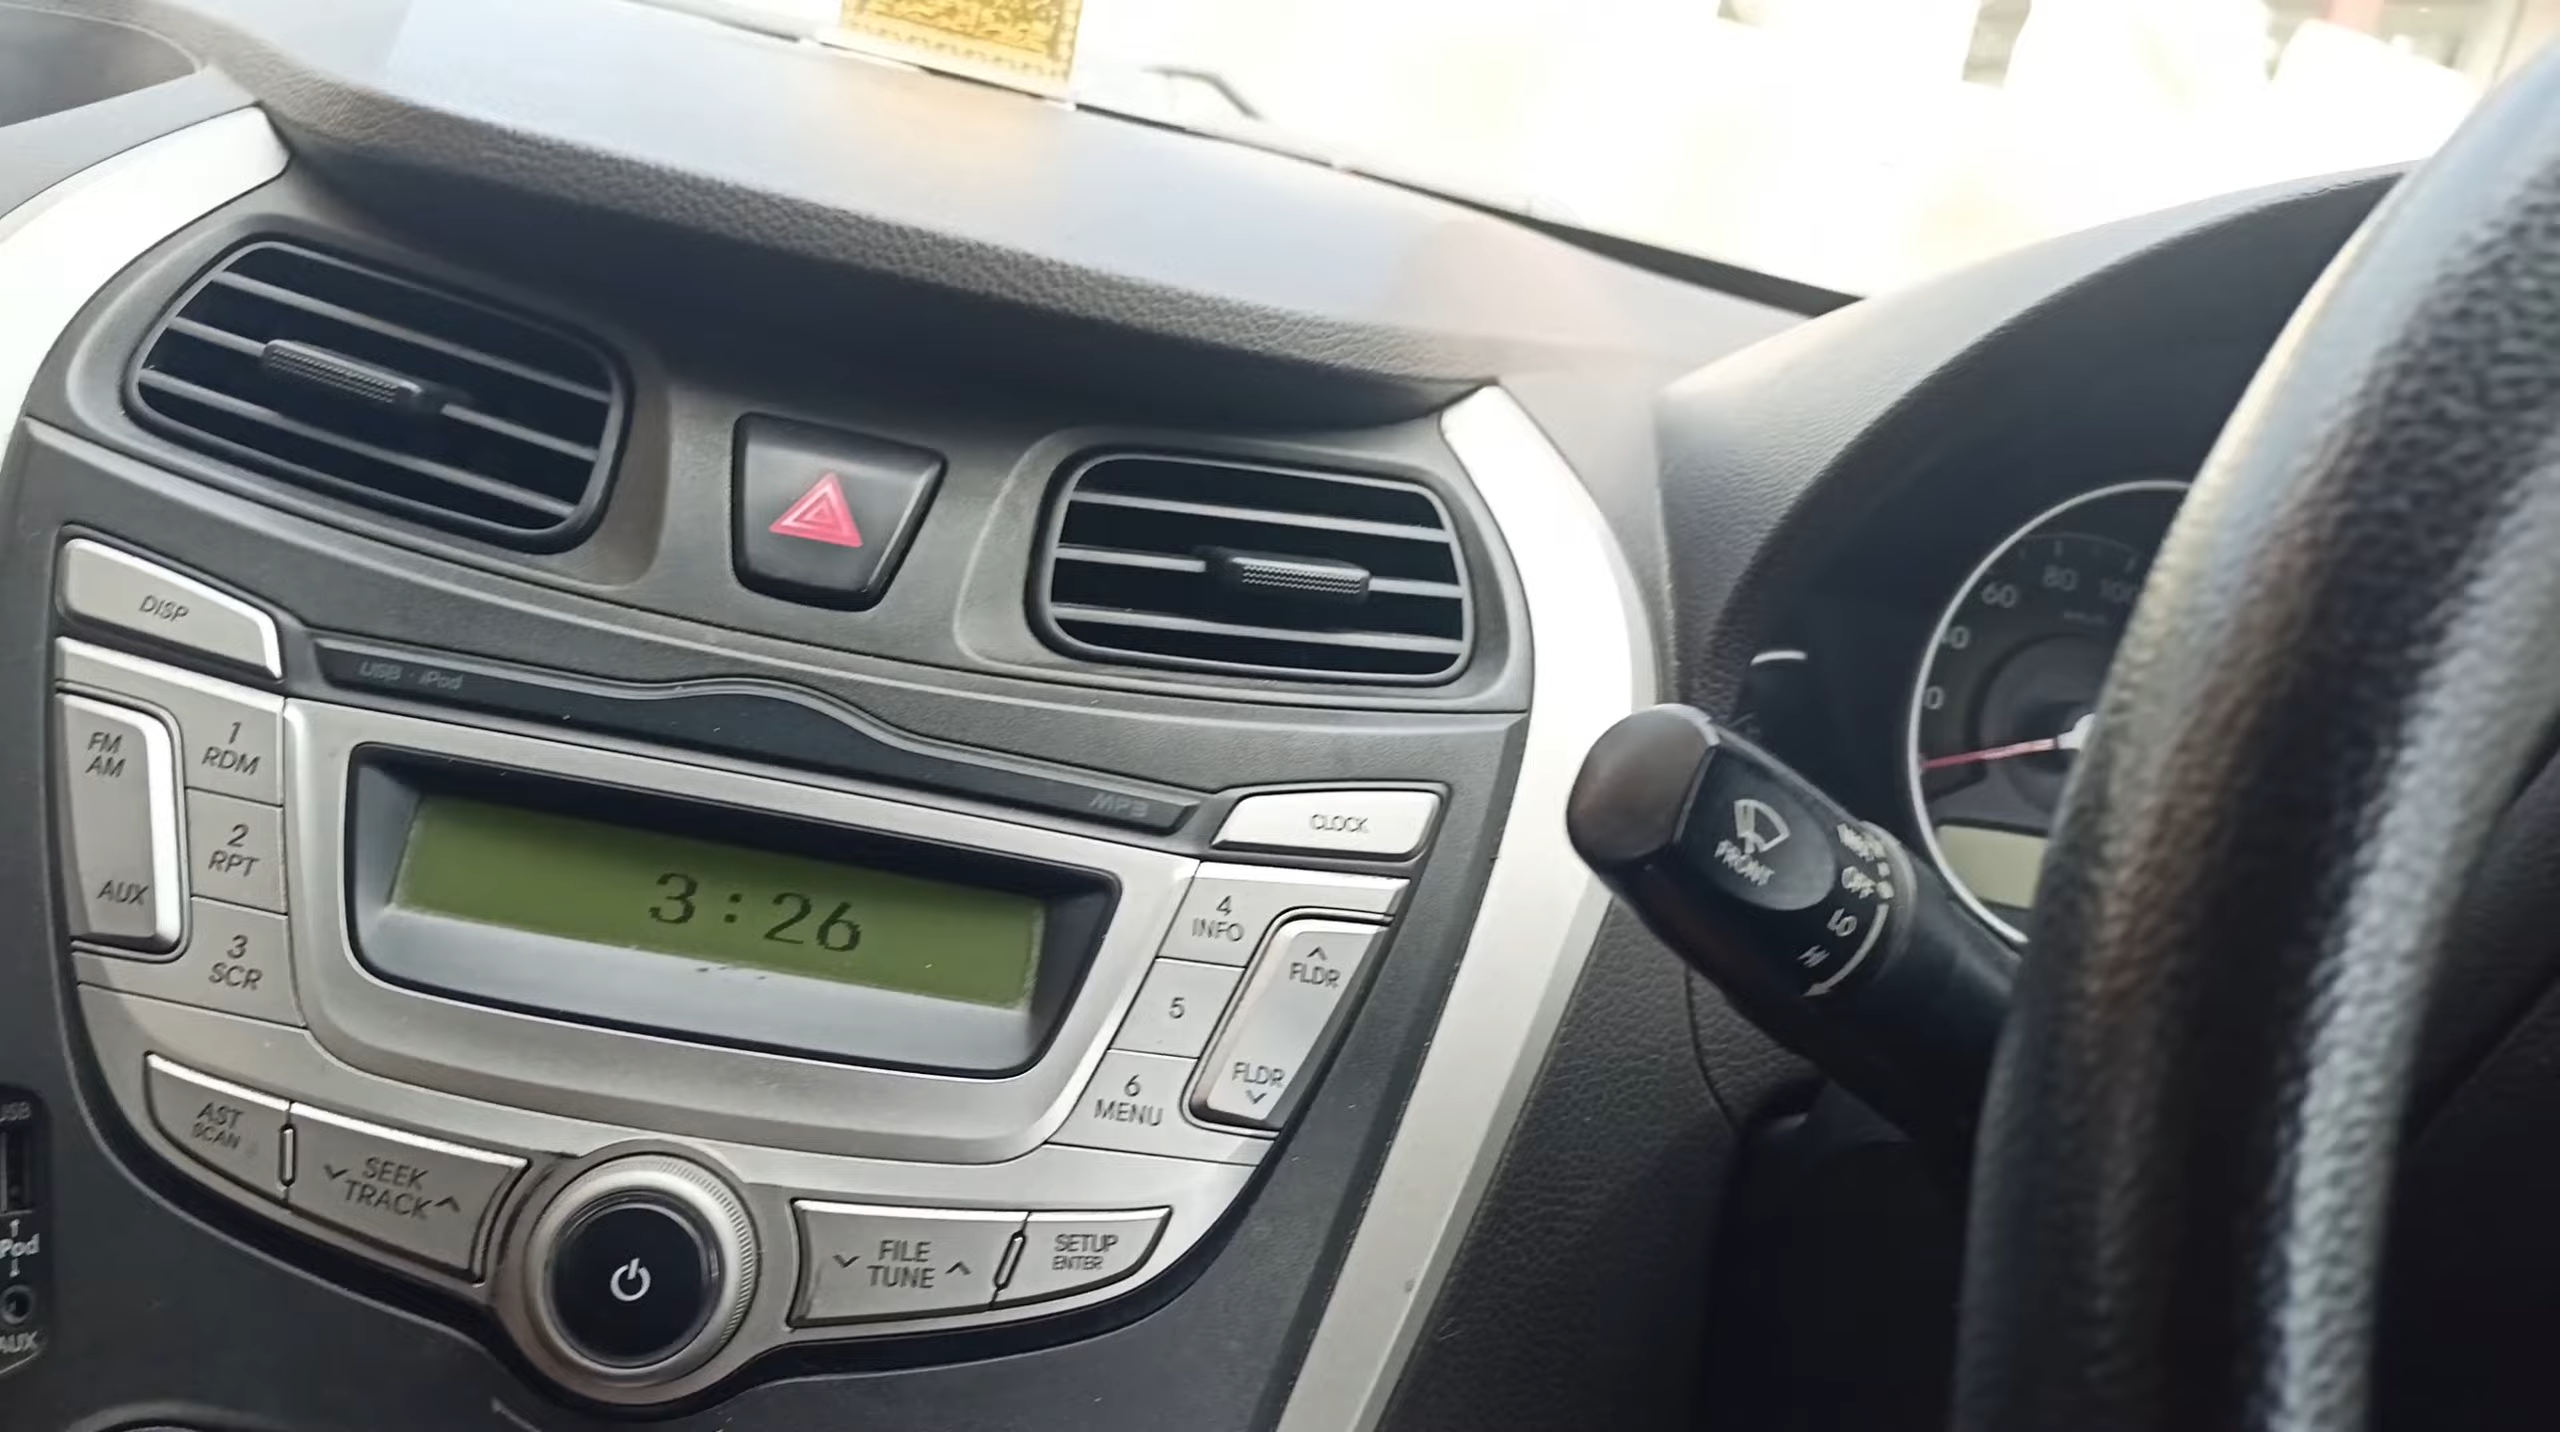 60 80 100
DISP
USB · iPod
FM
AM
AUX
1
RDM
2
RPT
3
SCR
MP3
CLOCK
3:26
4
INFO
5
6
MENU
FLDR
FLDR
FRONT
OFF
LO
HI
AST
SCAN
SEEK
TRACK
FILE
TUNE
SETUP
ENTER
USB
iPod
AUX